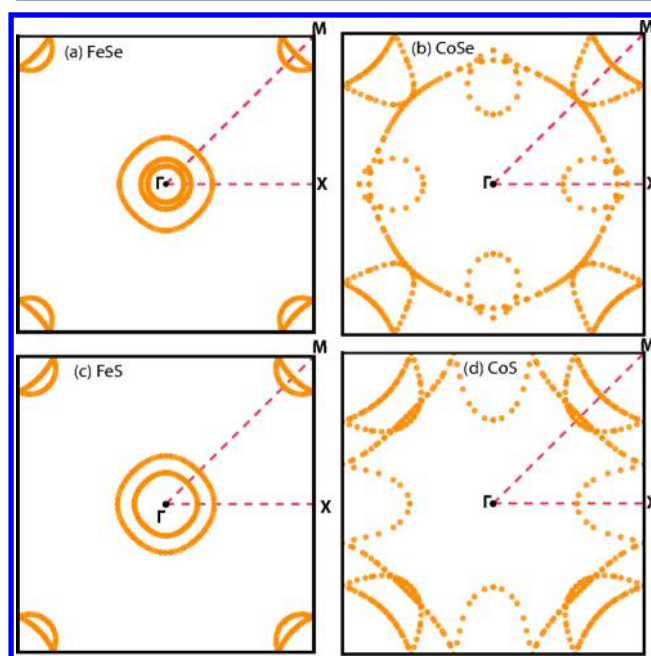 M
(a) FeSe
(b) CoSe
Γ
X
Γ
X
M
M
(c) FeS
(d) CoS
Γ
X
Γ
X